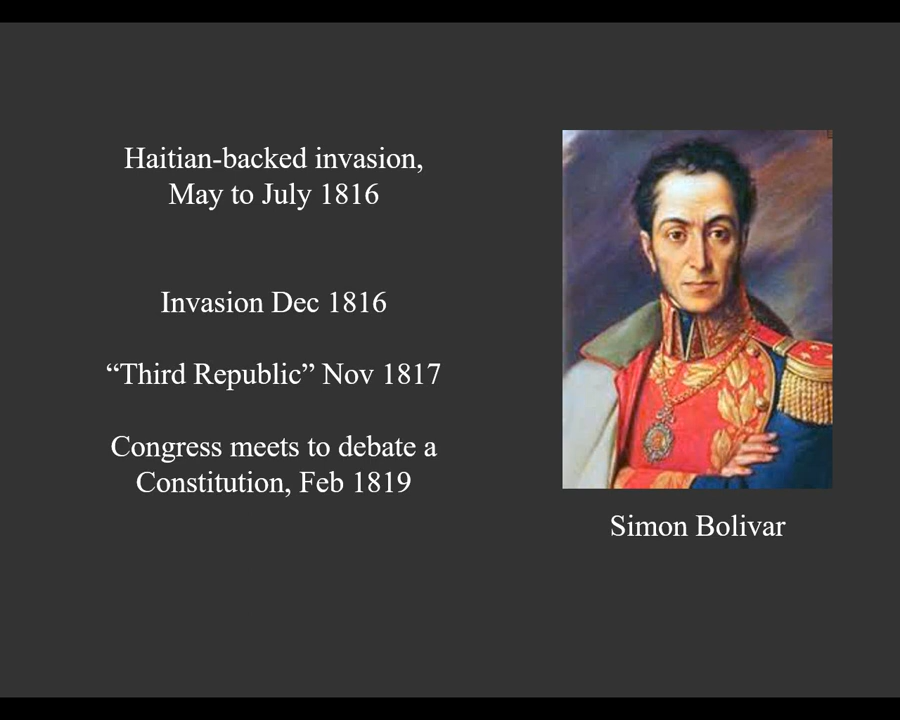 Haitian-backed invasion,
May to July 1816
Invasion Dec 1816
“Third Republic” Nov 1817
Congress meets to debate a
Constitution, Feb 1819
Simon Bolivar